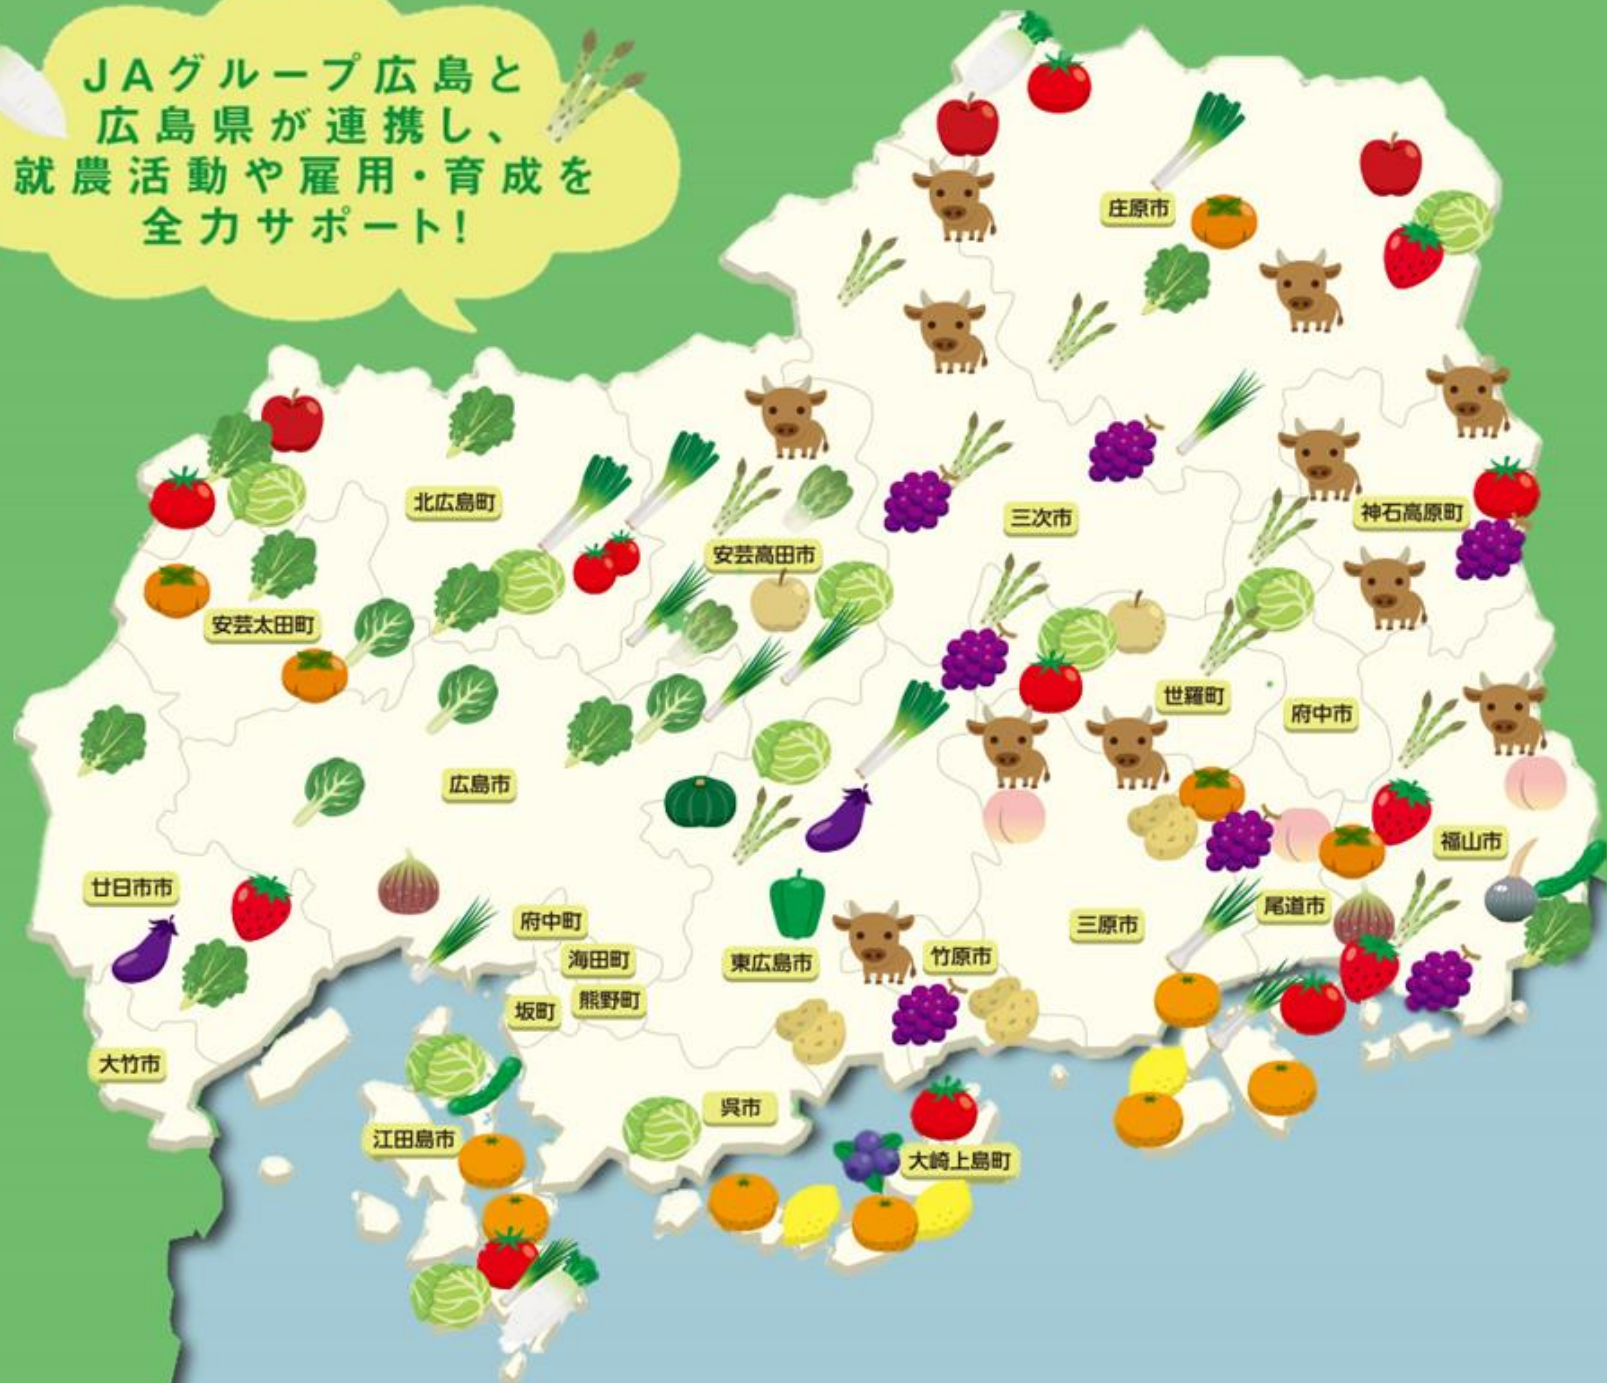 JAグループ広島と
広島県が連携し、
就農活動や雇用・育成を
全力サポート!
庄原市
北広島町
三次市
神石高原町
安芸高田市
安芸太田町
世羅町
府中市
広島市
福山市
廿日市市
尾道市
府中町
三原市
海田町
東広島市
竹原市
坂町
熊野町
大竹市
呉市
江田島市
大崎上島町